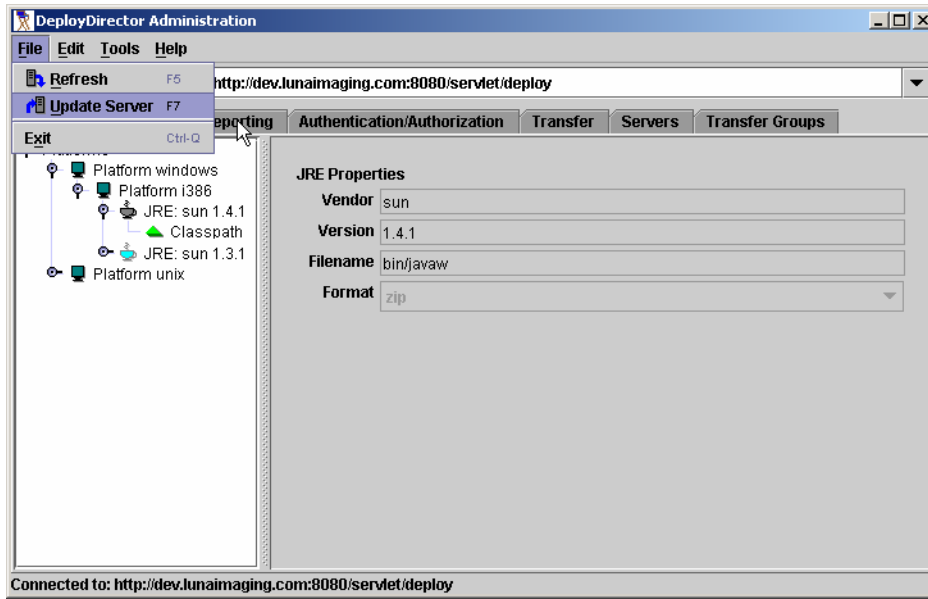 DeployDirector Administration
File Edit Tools Help
Refresh F5
http://dev.lunaimaging.com:8080/servlet/deploy
Update Server F7
Authentication/Authorization Transfer Servers Transfer Groups
Exit Ctrl-Q
Platform windows
Platform i386
JRE: sun 1.4.1
Classpath
JRE: sun 1.3.1
Platform unix
JRE Properties
Vendor sun
Version 1.4.1
Filename bin/javaw
Format zip
Connected to: http://dev.lunaimaging.com:8080/servlet/deploy